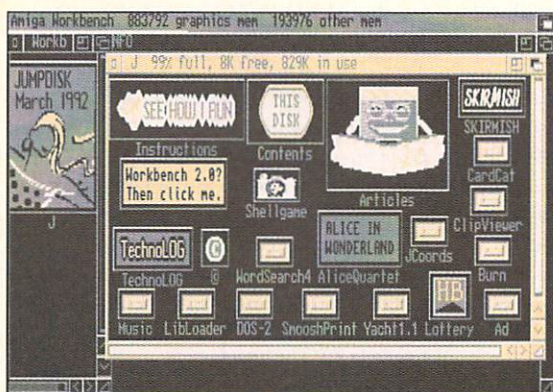 Amiga Workbench 883792 graphics mem 193976 other mem
Workb
NFO
J 99% full, 8K free, 829K in use
JUMPDISK
March 1992
J
SEE HOW I RUN
Instructions
THIS
DISK
Contents
Articles
SKIRMISH
SKIRMISH
CardCat
Workbench 2.0?
Then click me.
Shellgame
ClipViewer
TechnoLOG
TechnoLOG
@
@
WordSearch4
ALICE IN
WONDERLAND
AliceQuartet
JCoords
Burn
Music LibLoader DOS-2 SmooshPrint Yacht1.1 Lottery Ad
HB